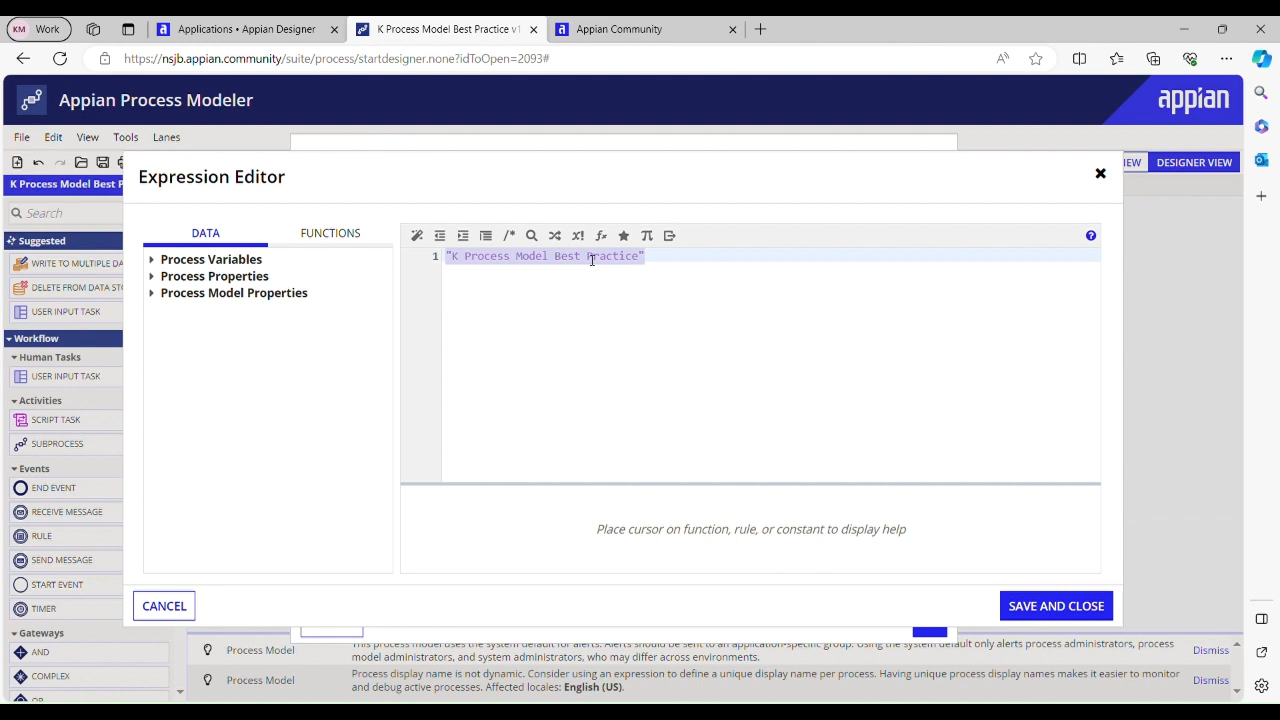 KM Work
Applications • Appian Designer
K Process Model Best Practice v1
Appian Community
https://nsjb.appian.community/suite/process/startdesigner.none?idToOpen=2093#
Appian Process Modeler
appian
File Edit View Tools Lanes
DESIGNER VIEW
K Process Model Best P
Search
Suggested
WRITE TO MULTIPLE DA
DELETE FROM DATA STO
USER INPUT TASK
Workflow
Human Tasks
USER INPUT TASK
Activities
SCRIPT TASK
SUBPROCESS
Events
END EVENT
RECEIVE MESSAGE
RULE
SEND MESSAGE
START EVENT
TIMER
Gateways
AND
COMPLEX
Expression Editor
DATA FUNCTIONS
Process Variables
Process Properties
Process Model Properties
1 "K Process Model Best Practice"
Place cursor on function, rule, or constant to display help
CANCEL SAVE AND CLOSE
Process Model This process model uses the system default for alerts. Alerts should be sent to an application-specific group. Using the system default only alerts process administrators, process Dismiss
model administrators, and system administrators, who may differ across environments.
Process Model Process display name is not dynamic. Consider using an expression to define a unique display name per process. Having unique process display names makes it easier to monitor Dismiss
and debug active processes. Affected locales: English (US).